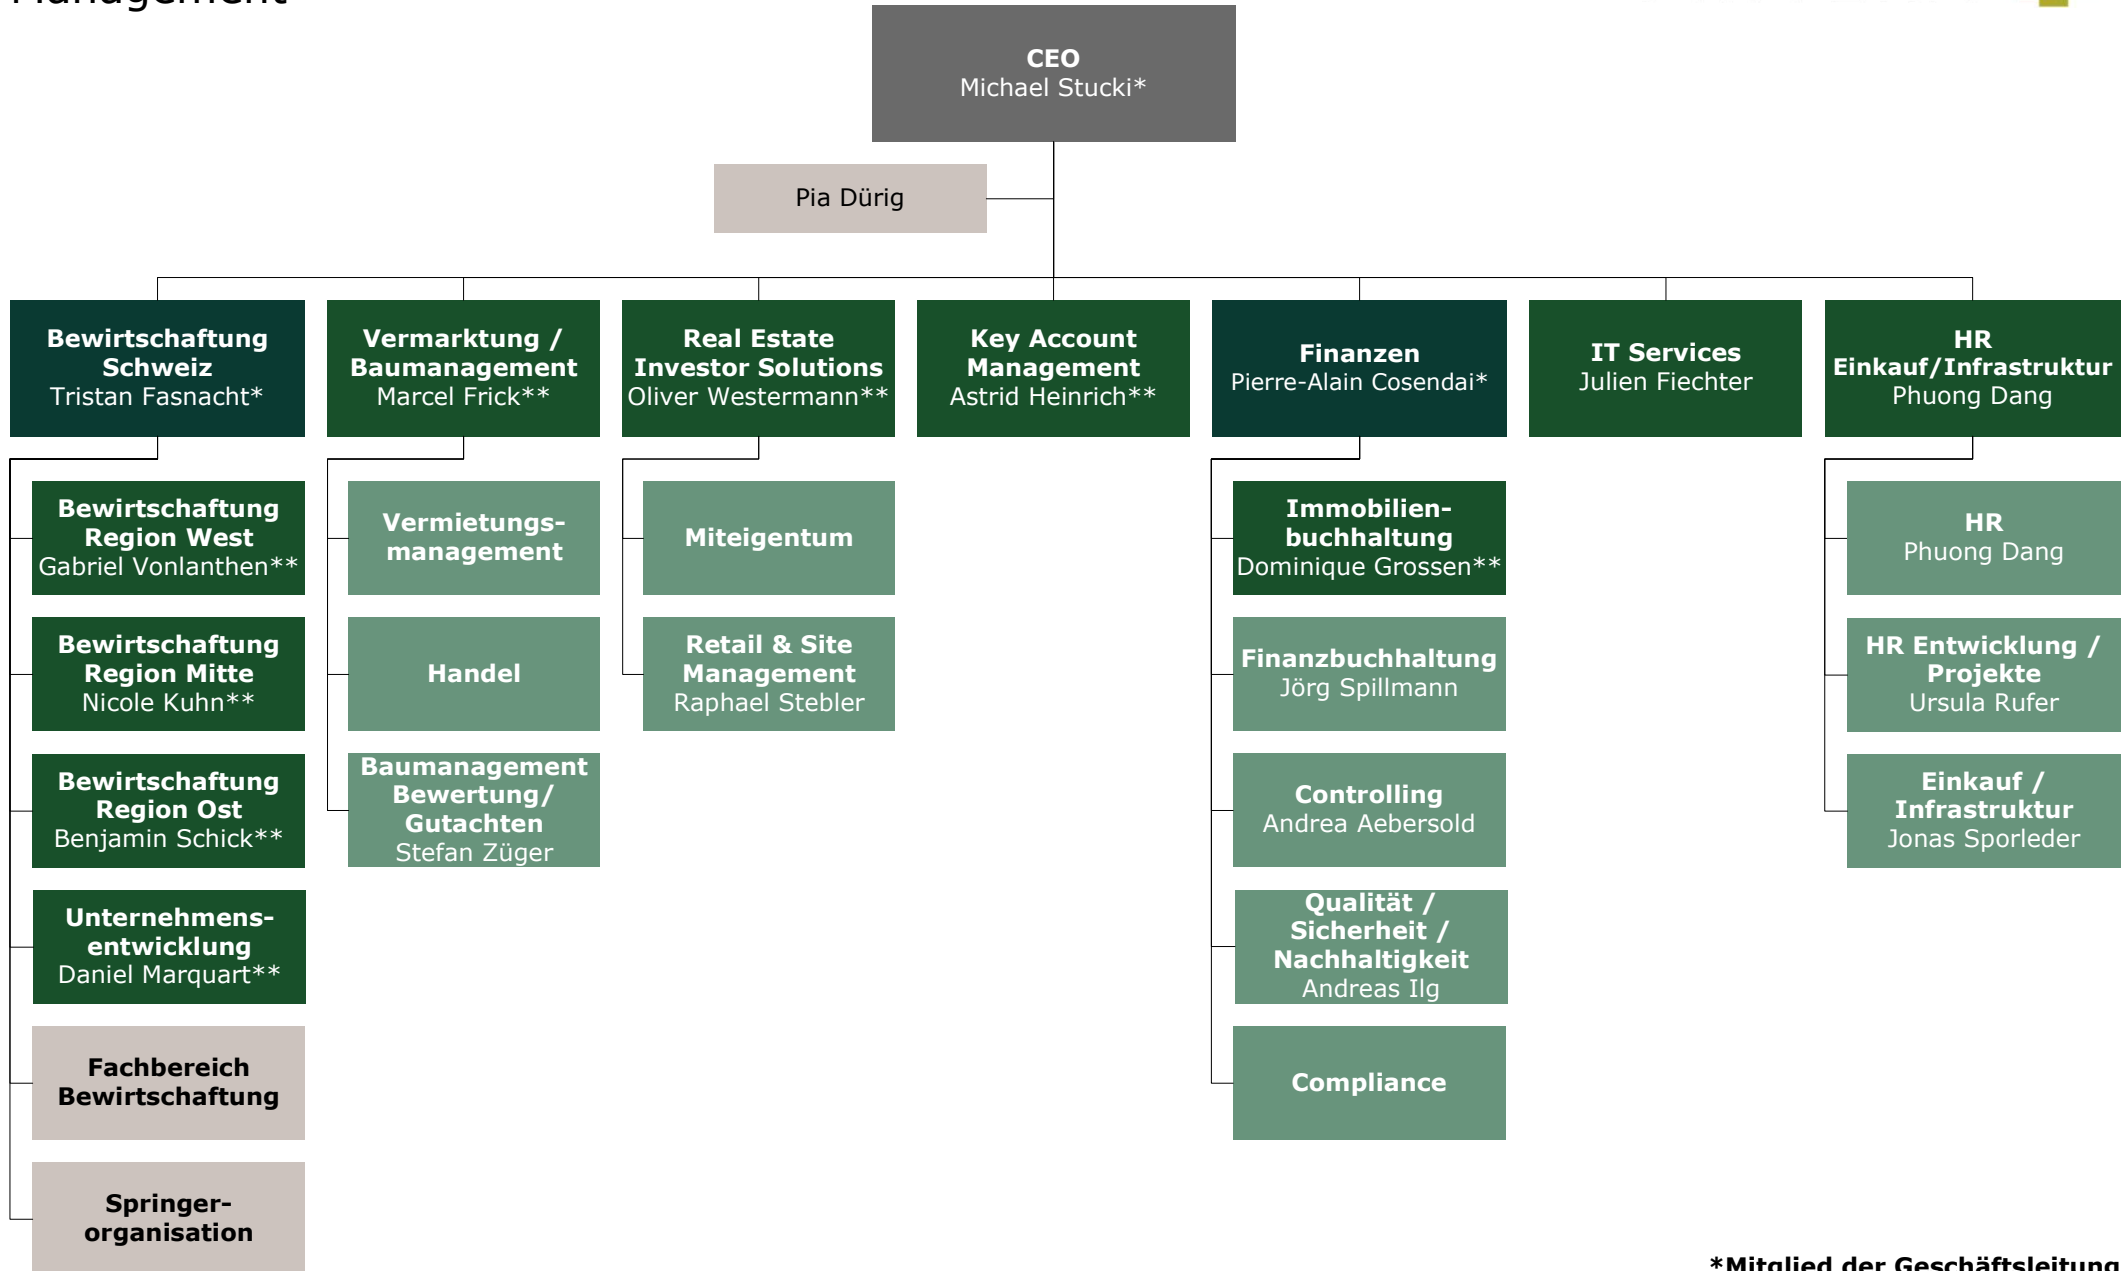 Management
CEO
Michael Stucki*
Pia Dürig
Bewirtschaftung
Schweiz
Tristan Fasnacht*
Vermarktung /
Baumanagement
Marcel Frick**
Real Estate
Investor Solutions
Oliver Westermann**
Key Account
Management
Astrid Heinrich**
Finanzen
Pierre-Alain Cosendai*
IT Services
Julien Fiechter
HR
Einkauf/Infrastruktur
Phuong Dang
Bewirtschaftung
Region West
Gabriel Vonlanthen**
Bewirtschaftung
Region Mitte
Nicole Kuhn**
Bewirtschaftung
Region Ost
Benjamin Schick**
Unternehmens-
entwicklung
Daniel Marquart**
Fachbereich
Bewirtschaftung
Springer-
organisation
Vermietungs-
management
Handel
Baumanagement
Bewertung/
Gutachten
Stefan Züger
Miteigentum
Retail & Site
Management
Raphael Stebler
Immobilien-
buchhaltung
Dominique Grossen**
Finanzbuchhaltung
Jörg Spillmann
Controlling
Andrea Aebersold
Qualität /
Sicherheit /
Nachhaltigkeit
Andreas Ilg
Compliance
HR
Phuong Dang
HR Entwicklung /
Projekte
Ursula Rufer
Einkauf /
Infrastruktur
Jonas Sporleder
*Mitglied der Geschäftsleitung